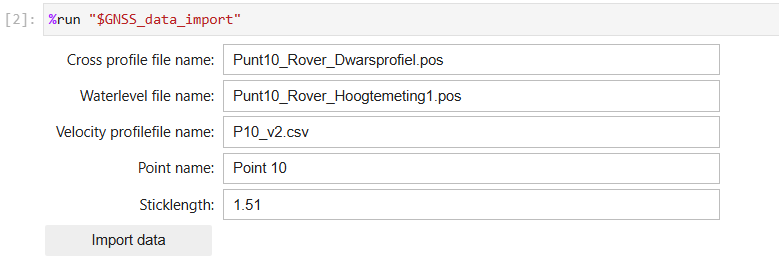 [2]: %run "$GNSS_data_import"
Cross profile file name: Punt10_Rover_Dwarsprofiel.pos
Waterlevel file name: Punt10_Rover_Hoogtemeting1.pos
Velocity profilefile name: P10_v2.csv
Point name: Point 10
Sticklength: 1.51
Import data